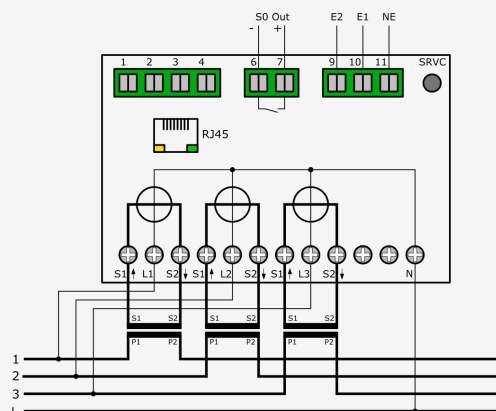 S0 Out E2 E1 NE
- +
1 2 3 4 6 7 9 10 11 SRVC
RJ45
S1 L1 S2 S1 L2 S2 S1 L3 S2 N
S1 S2 S1 S2 S1 S2
P1 P2 P1 P2 P1 P2
1
2
3